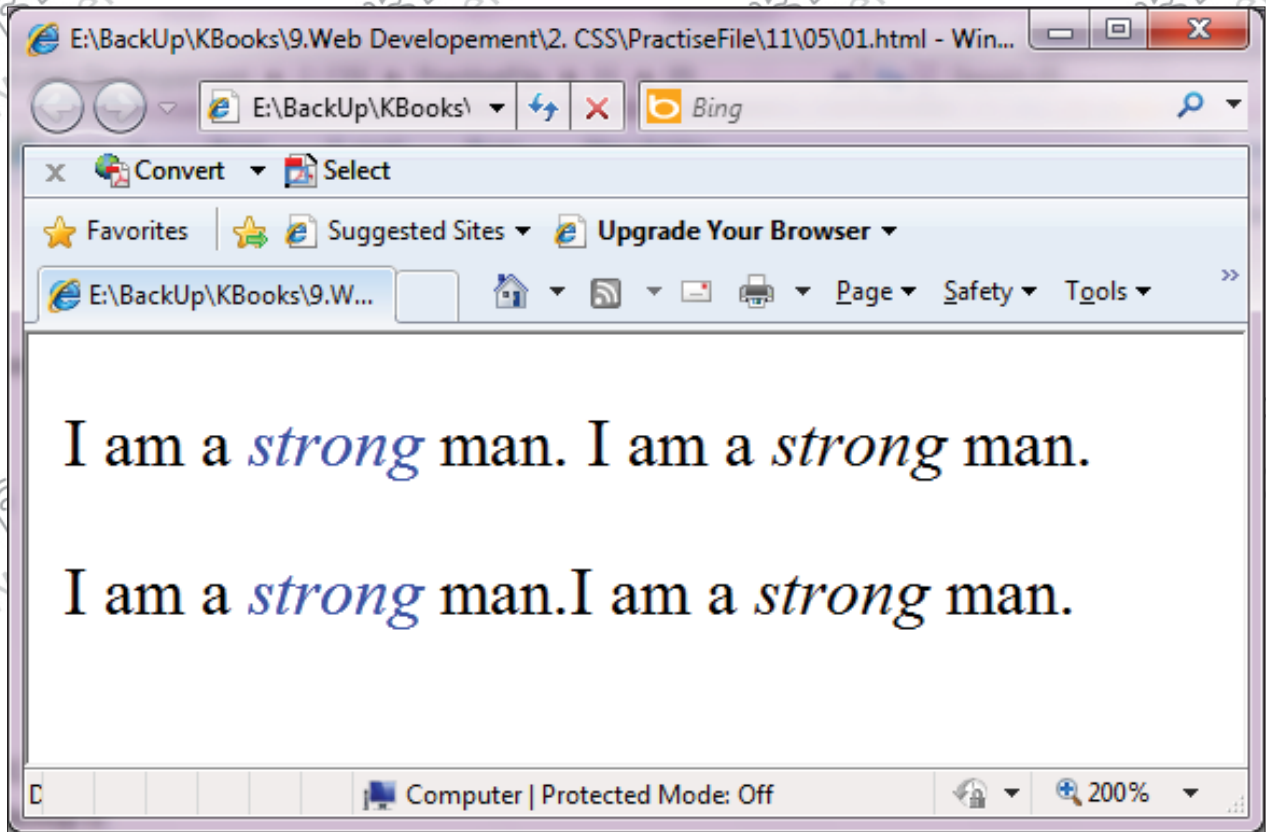 E:\BackUp\KBooks\9.Web Developement\2. CSS\PractiseFile\11\05\01.html - Win...
E:\BackUp\KBooks\ Bing
x Convert Select
Favorites Suggested Sites Upgrade Your Browser
E:\BackUp\KBooks\9.W... Page Safety Tools »
I am a strong man. I am a strong man.
I am a strong man.I am a strong man.
Computer | Protected Mode: Off 200%